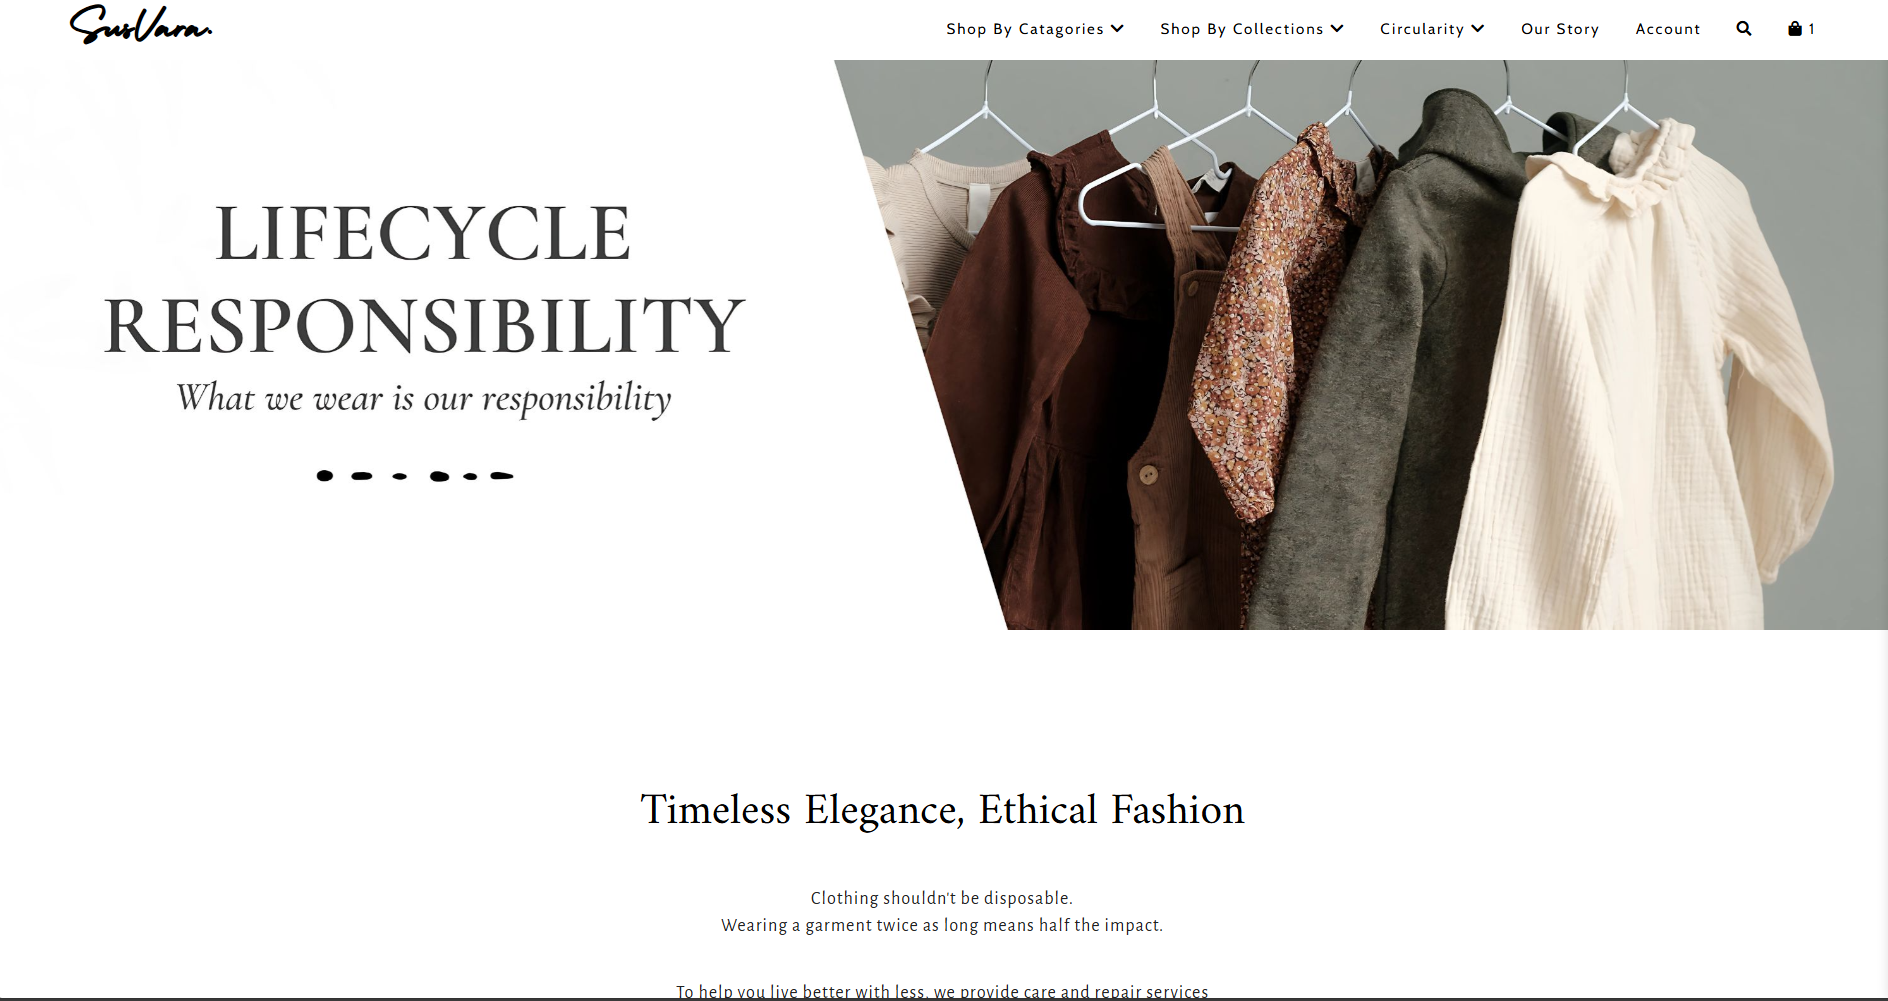 SusVara.
Shop By Catagories
Shop By Collections
Circularity
Our Story
Account
1
LIFECYCLE
RESPONSIBILITY
What we wear is our responsibility
Timeless Elegance, Ethical Fashion
Clothing shouldn't be disposable.
Wearing a garment twice as long means half the impact.
To help you live better with less, we provide care and repair services